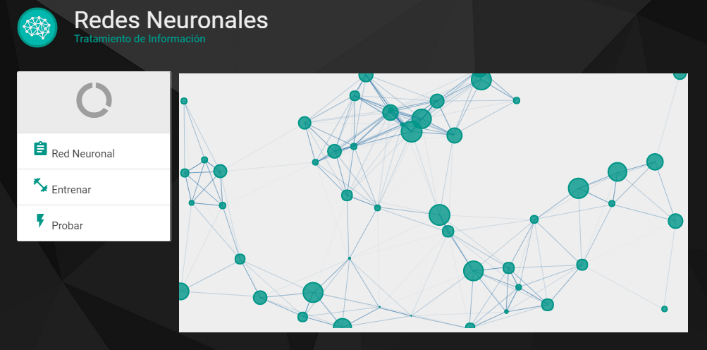 Redes Neuronales
Tratamiento de Información
Red Neuronal
Entrenar
Probar